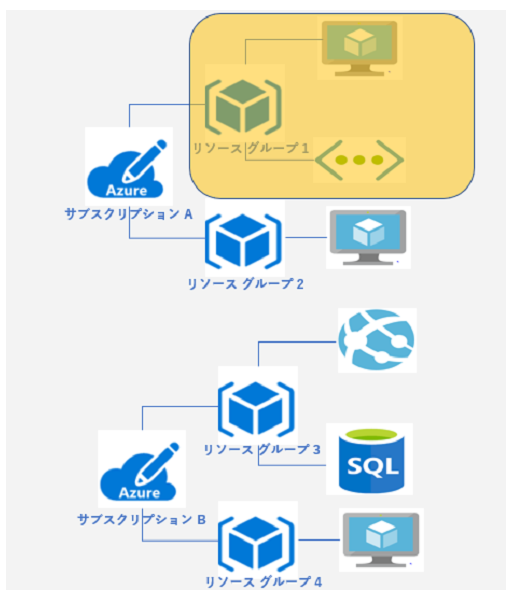 リソース グループ 1
Azure
サブスクリプション A
リソース グループ 2
リソース グループ 3
SQL
Azure
サブスクリプション B
リソース グループ 4